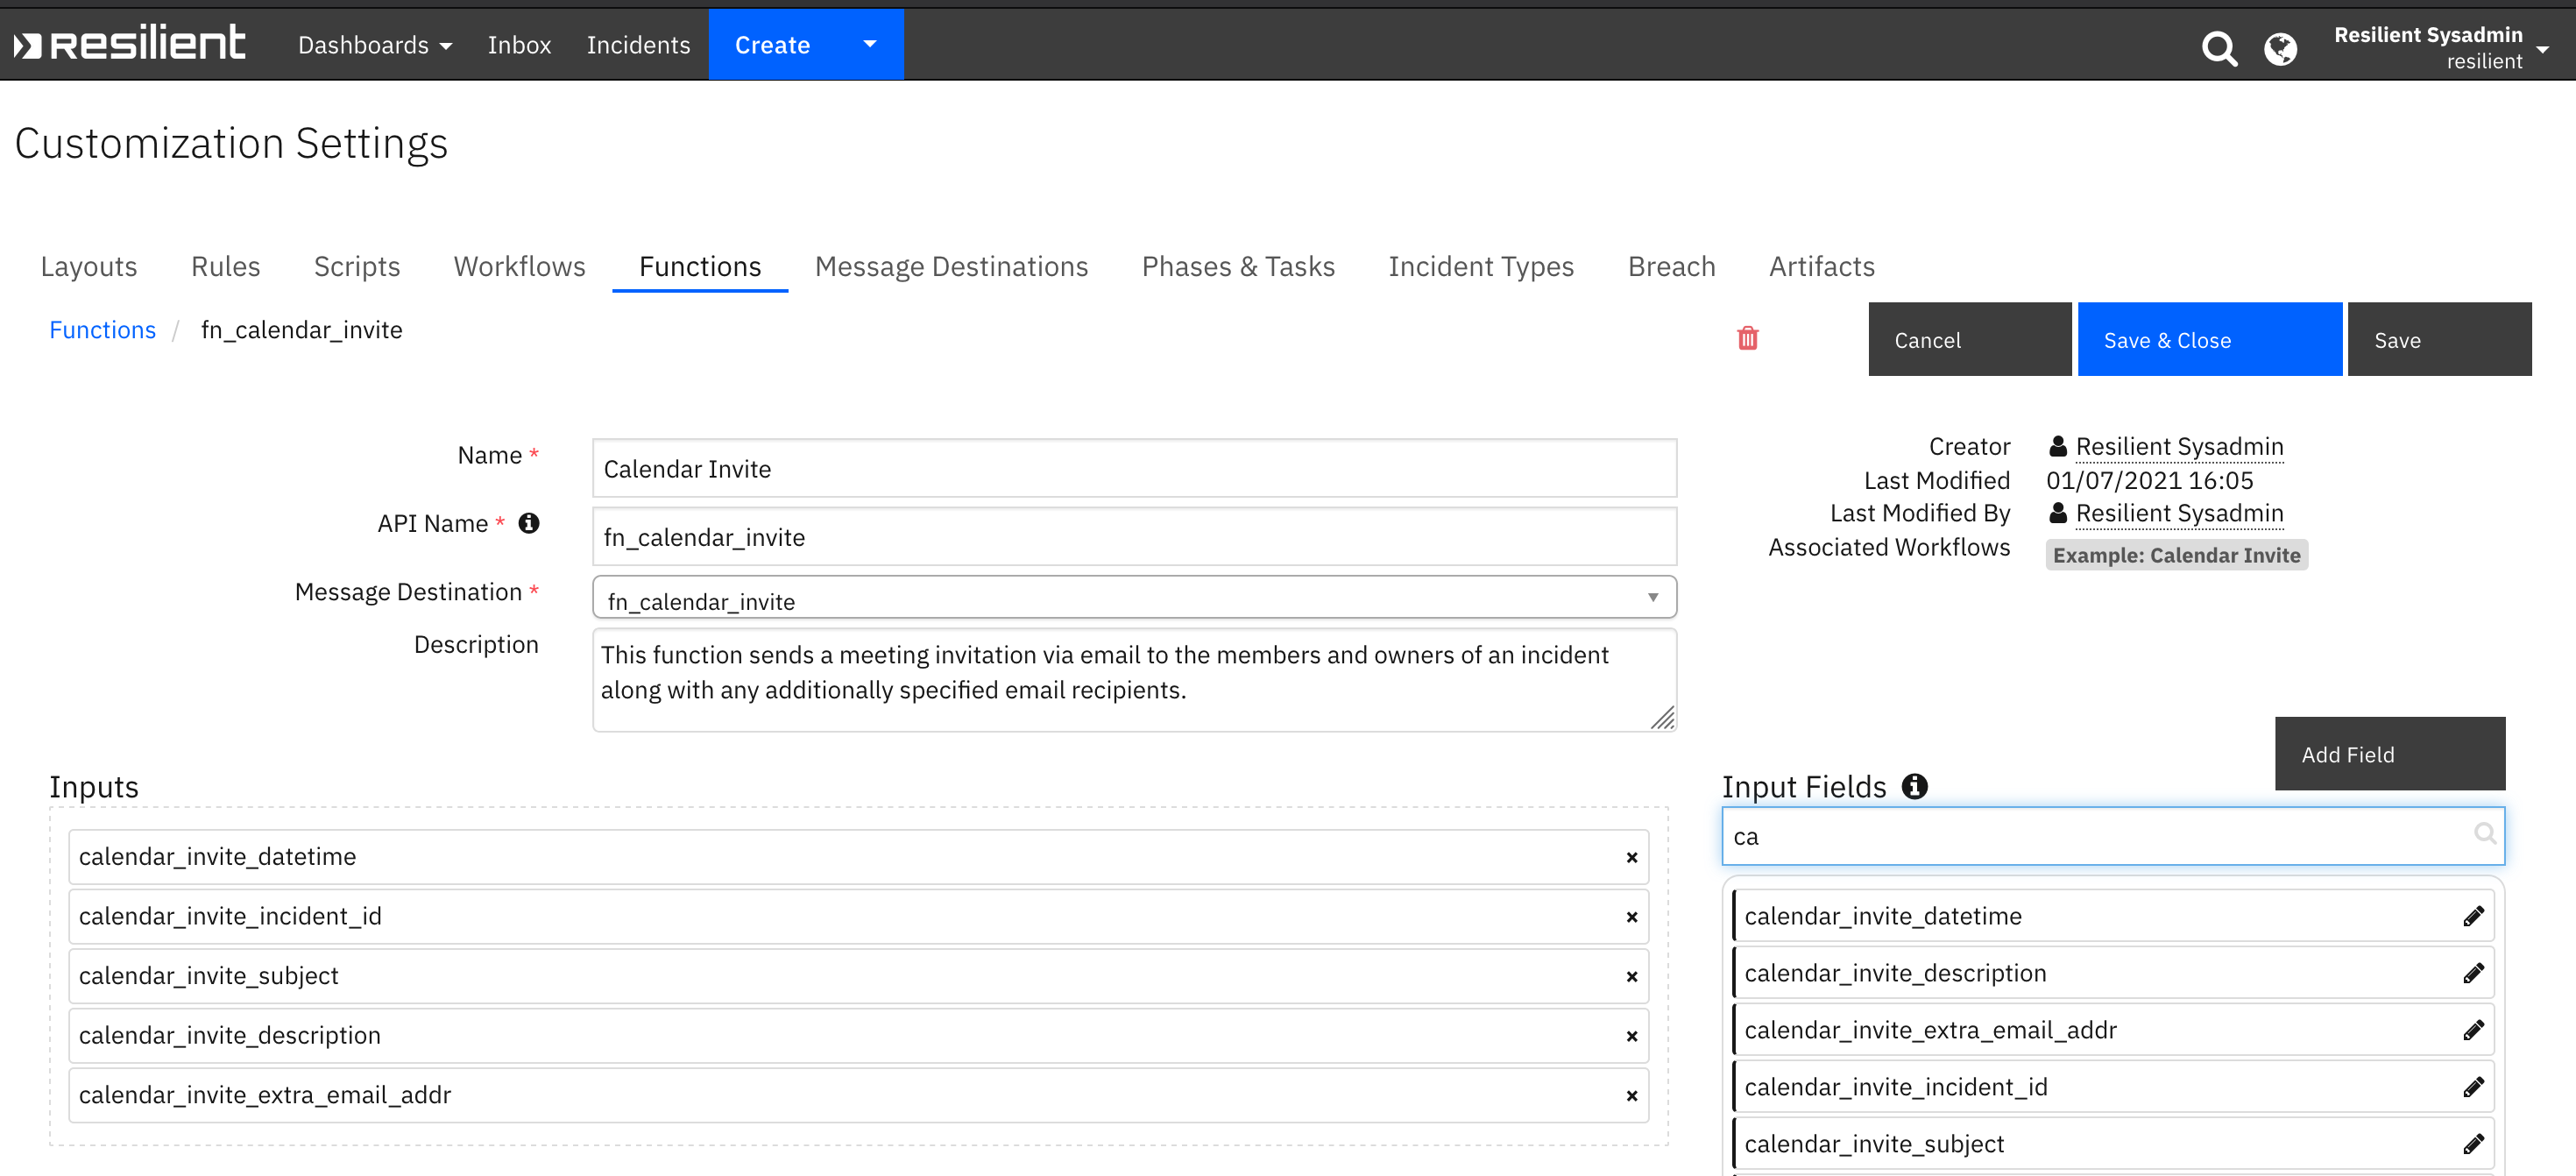 resilient
Dashboards
Inbox
Incidents
Create
Resilient Sysadmin
resilient
Customization Settings
Layouts
Rules
Scripts
Workflows
Functions
Message Destinations
Phases & Tasks
Incident Types
Breach
Artifacts
Functions / fn_calendar_invite
Cancel
Save & Close
Save
Name *
Calendar Invite
API Name *
fn_calendar_invite
Message Destination *
fn_calendar_invite
Description
This function sends a meeting invitation via email to the members and owners of an incident
along with any additionally specified email recipients.
Creator
Resilient Sysadmin
Last Modified
01/07/2021 16:05
Last Modified By
Resilient Sysadmin
Associated Workflows
Example: Calendar Invite
Inputs
calendar_invite_datetime
calendar_invite_incident_id
calendar_invite_subject
calendar_invite_description
calendar_invite_extra_email_addr
Add Field
Input Fields
ca
calendar_invite_datetime
calendar_invite_description
calendar_invite_extra_email_addr
calendar_invite_incident_id
calendar_invite_subject